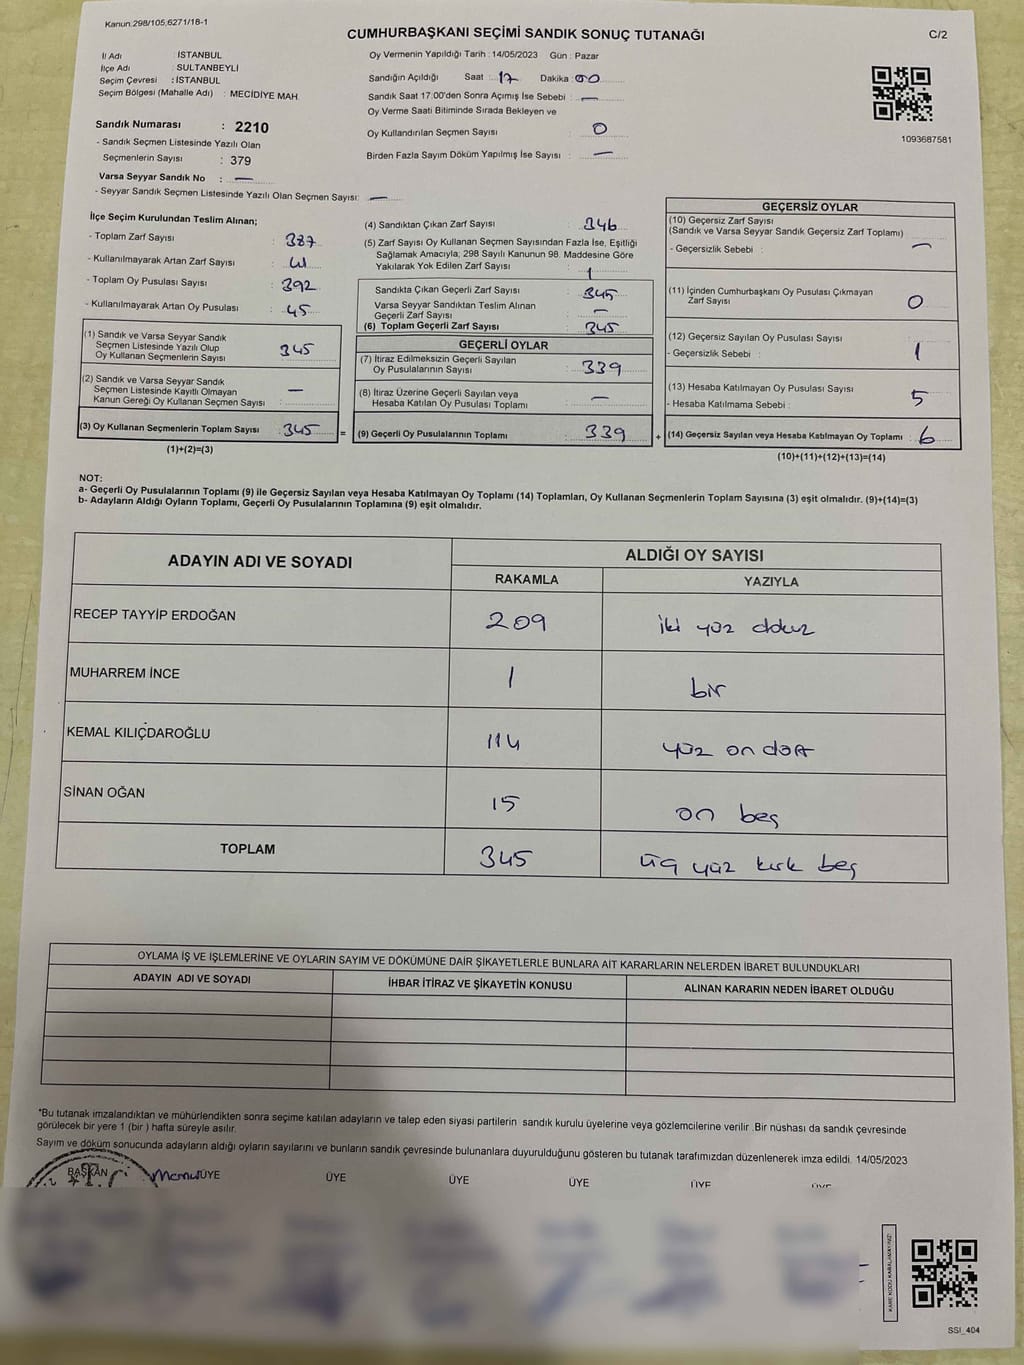 Kanun:298/105,6271/18-1
CUMHURBAŞKANI SEÇİMİ SANDIK SONUÇ TUTANAĞI
C/2
İl Adı : İSTANBUL
İlçe Adı : SULTANBEYLİ
Seçim Çevresi : İSTANBUL
Seçim Bölgesi (Mahalle Adı) : MECİDİYE MAH.
Sandık Numarası : 2210
- Sandık Seçmen Listesinde Yazılı Olan
Seçmenlerin Sayısı : 379
Varsa Seyyar Sandık No : —
- Seyyar Sandık Seçmen Listesinde Yazılı Olan Seçmen Sayısı: —
Oy Vermenin Yapıldığı Tarih : 14/05/2023 Gün : Pazar
Sandığın Açıldığı Saat : 17 Dakika : 00
Sandık Saat 17:00'den Sonra Açımış İse Sebebi : —
Oy Verme Saati Bitiminde Sırada Bekleyen ve
Oy Kullandırılan Seçmen Sayısı : 0
Birden Fazla Sayım Döküm Yapılmış İse Sayısı : —
1093687581
İlçe Seçim Kurulundan Teslim Alınan;
- Toplam Zarf Sayısı : 387
- Kullanılmayarak Artan Zarf Sayısı :
- Toplam Oy Pusulası Sayısı : 392
- Kullanılmayarak Artan Oy Pusulası : 45
(1) Sandık ve Varsa Seyyar Sandık
Seçmen Listesinde Yazılı Olup
Oy Kullanan Seçmenlerin Sayısı : 345
(2) Sandık ve Varsa Seyyar Sandık
Seçmen Listesinde Kayıtlı Olmayan
Kanun Gereği Oy Kullanan Seçmen Sayısı : —
(3) Oy Kullanan Seçmenlerin Toplam Sayısı : 345 =
(1)+(2)=(3)
(4) Sandıktan Çıkan Zarf Sayısı : 346
(5) Zarf Sayısı Oy Kullanan Seçmen Sayısından Fazla İse, Eşitliği
Sağlamak Amacıyla; 298 Sayılı Kanunun 98. Maddesine Göre
Yakılarak Yok Edilen Zarf Sayısı : 1
Sandıkta Çıkan Geçerli Zarf Sayısı : 345
Varsa Seyyar Sandıktan Teslim Alınan
Geçerli Zarf Sayısı : —
(6) Toplam Geçerli Zarf Sayısı : 345
GEÇERLİ OYLAR
(7) İtiraz Edilmeksizin Geçerli Sayılan
Oy Pusulalarının Sayısı : 339
(8) İtiraz Üzerine Geçerli Sayılan veya
Hesaba Katılan Oy Pusulası Toplamı : —
(9) Geçerli Oy Pusulalarının Toplamı : 339 +
GEÇERSİZ OYLAR
(10) Geçersiz Zarf Sayısı
(Sandık ve Varsa Seyyar Sandık Geçersiz Zarf Toplamı)
- Geçersizlik Sebebi : —
(11) İçinden Cumhurbaşkanı Oy Pusulası Çıkmayan
Zarf Sayısı 0
(12) Geçersiz Sayılan Oy Pusulası Sayısı
- Geçersizlik Sebebi : 1
(13) Hesaba Katılmayan Oy Pusulası Sayısı
- Hesaba Katılmama Sebebi : 5
(14) Geçersiz Sayılan veya Hesaba Katılmayan Oy Toplamı : 6
(10)+(11)+(12)+(13)=(14)
NOT:
a- Geçerli Oy Pusulalarının Toplamı (9) ile Geçersiz Sayılan veya Hesaba Katılmayan Oy Toplamı (14) Toplamları, Oy Kullanan Seçmenlerin Toplam Sayısına (3) eşit olmalıdır. (9)+(14)=(3)
b- Adayların Aldığı Oyların Toplamı, Geçerli Oy Pusulalarının Toplamına (9) eşit olmalıdır.
ADAYIN ADI VE SOYADI ALDIĞI OY SAYISI
RAKAMLA YAZIYLA
RECEP TAYYİP ERDOĞAN 209 iki yüz dokuz
MUHARREM İNCE 1 bir
KEMAL KILIÇDAROĞLU 114 yüz on dört
SİNAN OĞAN 15 on beş
TOPLAM 345 üç yüz kırk beş
OYLAMA İŞ VE İŞLEMLERİNE VE OYLARIN SAYIM VE DÖKÜMÜNE DAİR ŞİKAYETLERLE BUNLARA AİT KARARLARIN NELERDEN İBARET BULUNDUKLARI
ADAYIN ADI VE SOYADI İHBAR İTİRAZ VE ŞİKAYETİN KONUSU ALINAN KARARIN NEDEN İBARET OLDUĞU
*Bu tutanak imzalandıktan ve mühürlendikten sonra seçime katılan adayların ve talep eden siyasi partilerin sandık kurulu üyelerine veya gözlemcilerine verilir .Bir nüshası da sandık çevresinde
görülecek bir yere 1 (bir ) hafta süreyle asılır.
Sayım ve döküm sonucunda adayların aldığı oyların sayılarını ve bunların sandık çevresinde bulunanlara duyurulduğunu gösteren bu tutanak tarafımızdan düzenlenerek imza edildi. 14/05/2023
BAŞKAN ÜYE ÜYE ÜYE ÜYE ÜYE ÜYE
KARE KODU KARALAMAYINIZ!
SSİ_404